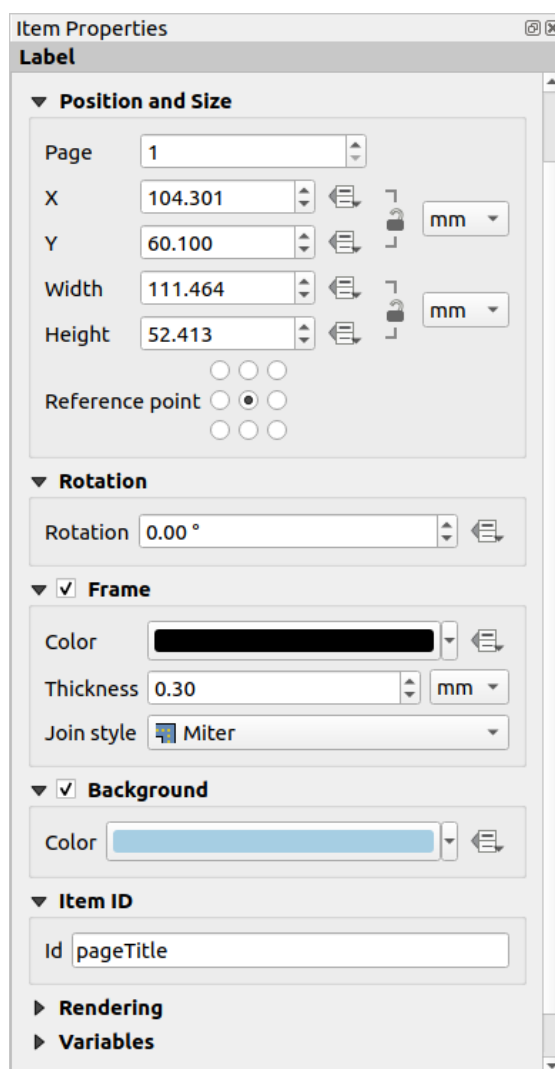 Item Properties
Label
Position and Size
Page 1
X 104.301
mm
Y 60.100
Width 111.464
mm
Height 52.413
Reference point
Rotation
Rotation 0.00 °
Frame
Color
Thickness 0.30 mm
Join style Miter
Background
Color
Item ID
Id pageTitle
Rendering
Variables